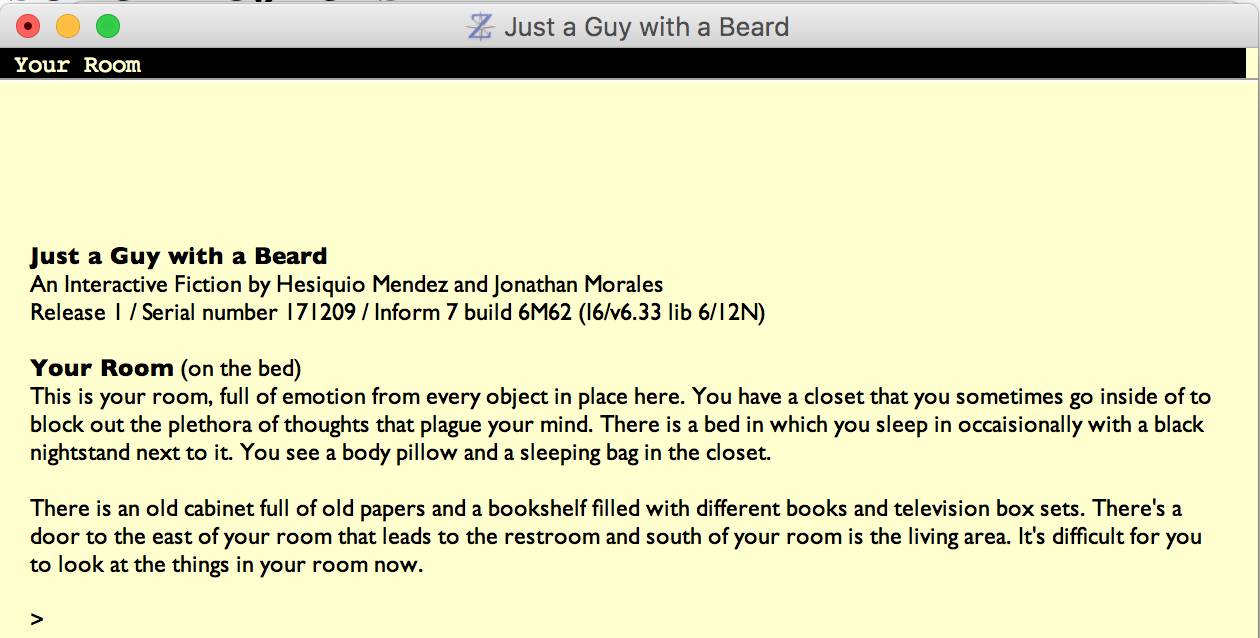 Just a Guy with a Beard
Your Room
Just a Guy with a Beard
An Interactive Fiction by Hesiquio Mendez and Jonathan Morales
Release 1 / Serial number 171209 / Inform 7 build 6M62 (I6/v6.33 lib 6/12N)
Your Room (on the bed)
This is your room, full of emotion from every object in place here. You have a closet that you sometimes go inside of to
block out the plethora of thoughts that plague your mind. There is a bed in which you sleep in occaisionally with a black
nightstand next to it. You see a body pillow and a sleeping bag in the closet.
There is an old cabinet full of old papers and a bookshelf filled with different books and television box sets. There's a
door to the east of your room that leads to the restroom and south of your room is the living area. It's difficult for you
to look at the things in your room now.
>